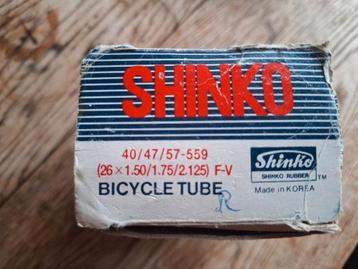 SHINKO
40/47/57-559
(26 × 1.50/1.75/2.125) F-V
BICYCLE TUBE
R
Shinko
SHINKO RUBBER
TM
Made in KOREA